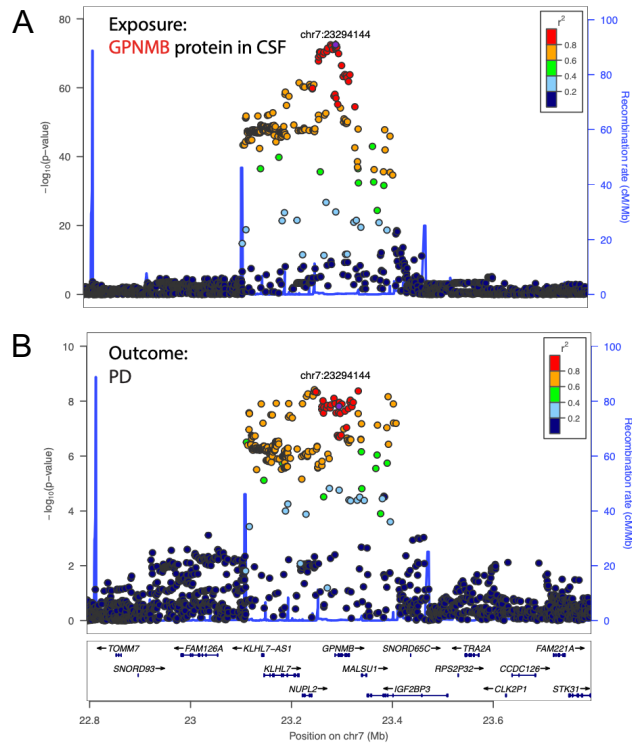 A
Exposure:
GPNMB protein in CSF
chr7:23294144
r²
0.8
0.6
0.4
0.2
80
60
40
20
0
−log₁₀(p−value)
100
80
60
40
20
0
Recombination rate (cM/Mb)
B
Outcome:
PD
chr7:23294144
r²
0.8
0.6
0.4
0.2
10
8
6
4
2
0
−log₁₀(p−value)
100
80
60
40
20
0
Recombination rate (cM/Mb)
←TOMM7 ←FAM126A ←KLHL7−AS1 GPNMB→ SNORD65C→ ←TRA2A FAM221A→
SNORD93→ KLHL7→ MALSU1→ RPS2P32→ CCDC126→
NUPL2→ ←IGF2BP3 ←CLK2P1 STK31→
22.8 23 23.2 23.4 23.6
Position on chr7 (Mb)